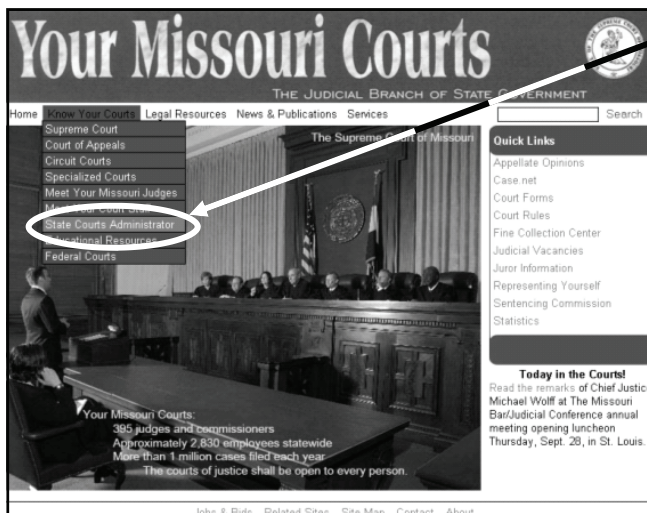 Your Missouri Courts
THE JUDICIAL BRANCH OF STATE GOVERNMENT
Home Know Your Courts Legal Resources News & Publications Services Search
Supreme Court
Court of Appeals
Circuit Courts
Specialized Courts
Meet Your Missouri Judges
Meet Your Court Staff
State Courts Administrator
Educational Resources
Federal Courts
The Supreme Court of Missouri
Your Missouri Courts:
395 judges and commissioners
Approximately 2,830 employees statewide
More than 1 million cases filed each year
The courts of justice shall be open to every person.
Quick Links
Appellate Opinions
Case.net
Court Forms
Court Rules
Fine Collection Center
Judicial Vacancies
Juror Information
Representing Yourself
Sentencing Commission
Statistics
Today in the Courts!
Read the remarks of Chief Justice
Michael Wolff at The Missouri
Bar/Judicial Conference annual
meeting opening luncheon
Thursday, Sept. 28, in St. Louis.
Jobs & Bids Related Sites Site Map Contact About